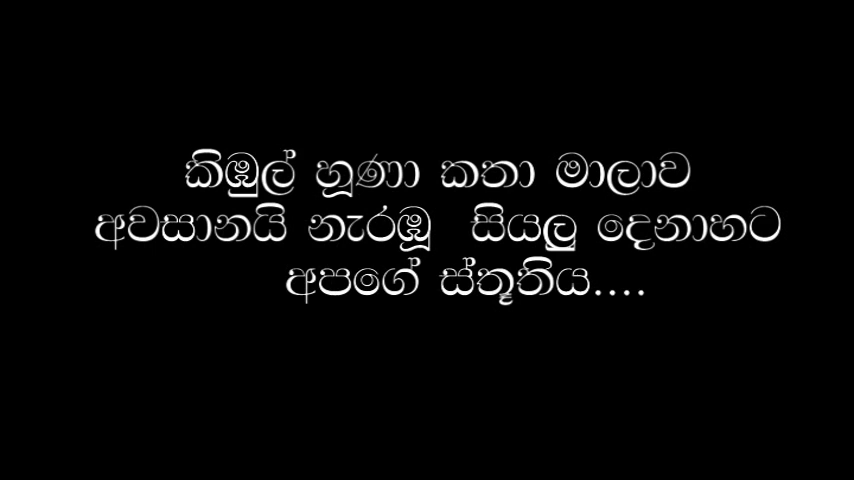 කිඹුල් හූණා කතා මාලාව
අවසානයි නැරඹූ සියලු දෙනාහට
අපගේ ස්තූතිය....